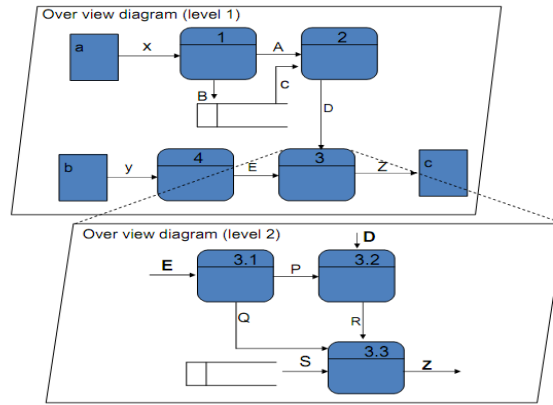 Over view diagram (level 1)
a
x
1
A
2
B
c
D
b
y
4
E
3
Z
c
Over view diagram (level 2)
E
3.1
P
D
3.2
Q
R
S
3.3
Z